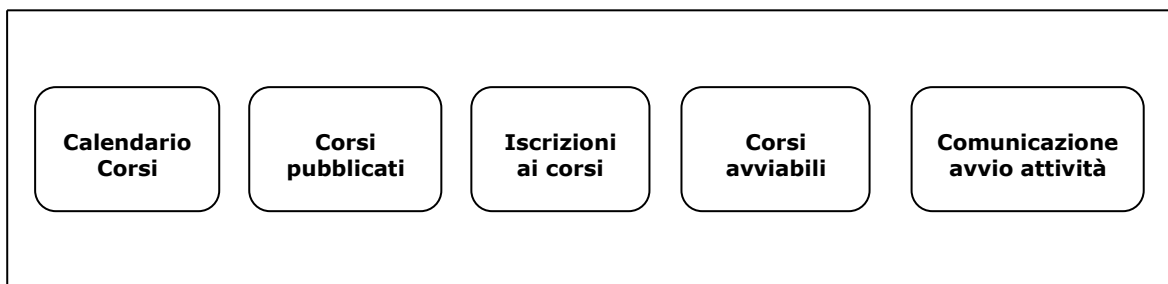 Calendario
Corsi
Corsi
pubblicati
Iscrizioni
ai corsi
Corsi
avviabili
Comunicazione
avvio attività